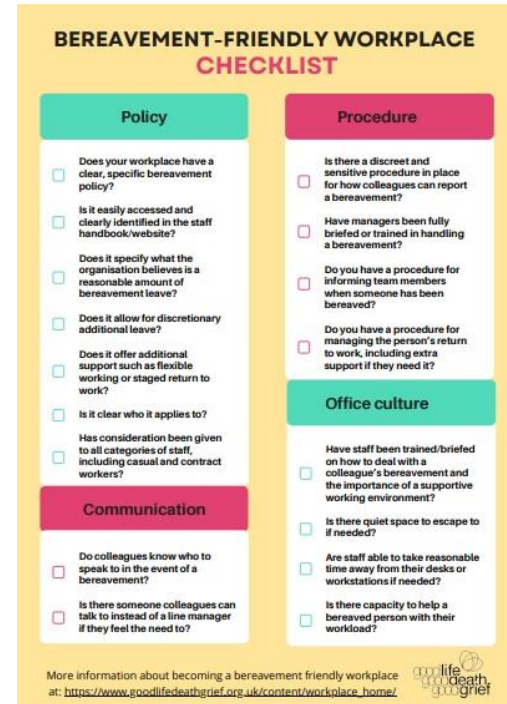 BEREAVEMENT-FRIENDLY WORKPLACE
CHECKLIST
Policy
Does your workplace have a
clear, specific bereavement
policy?
Is it easily accessed and
clearly identified in the staff
handbook/website?
Does it specify what the
organisation believes is a
reasonable amount of
bereavement leave?
Does it allow for discretionary
additional leave?
Does it offer additional
support such as flexible
working or staged return to
work?
Is it clear who it applies to?
Has consideration been given
to all categories of staff,
including casual and contract
workers?
Communication
Do colleagues know who to
speak to in the event of a
bereavement?
Is there someone colleagues can
talk to instead of a line manager
if they feel the need to?
Procedure
Is there a discreet and
sensitive procedure in place
for how colleagues can report
a bereavement?
Have managers been fully
briefed or trained in handling
a bereavement?
Do you have a procedure for
informing team members
when someone has been
bereaved?
Do you have a procedure for
managing the person's return
to work, including extra
support if they need it?
Office culture
Have staff been trained/briefed
on how to deal with a
colleague's bereavement and
the importance of a supportive
working environment?
Is there quiet space to escape to
if needed?
Are staff able to take reasonable
time away from their desks or
workstations if needed?
Is there capacity to help a
bereaved person with their
workload?
More information about becoming a bereavement friendly workplace
at: https://www.goodlifedeathgrief.org.uk/content/workplace_home/
good life
good death
good grief